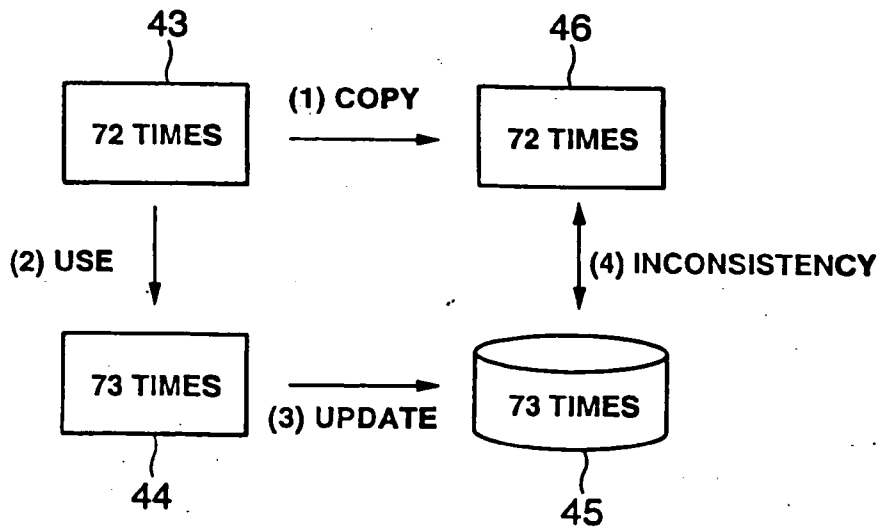 43
46
(1) COPY
72 TIMES
72 TIMES
(2) USE
(4) INCONSISTENCY
73 TIMES
73 TIMES
(3) UPDATE
44
45